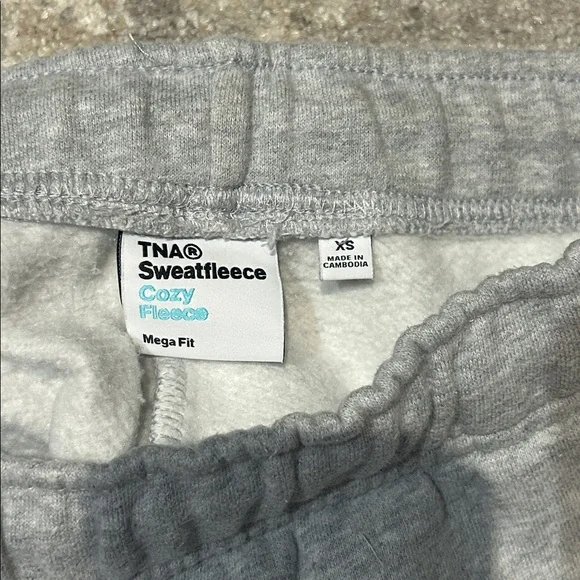 TNA®
Sweatfleece
Cozy
Fleece
Mega Fit
XS
MADE IN
CAMBODIA